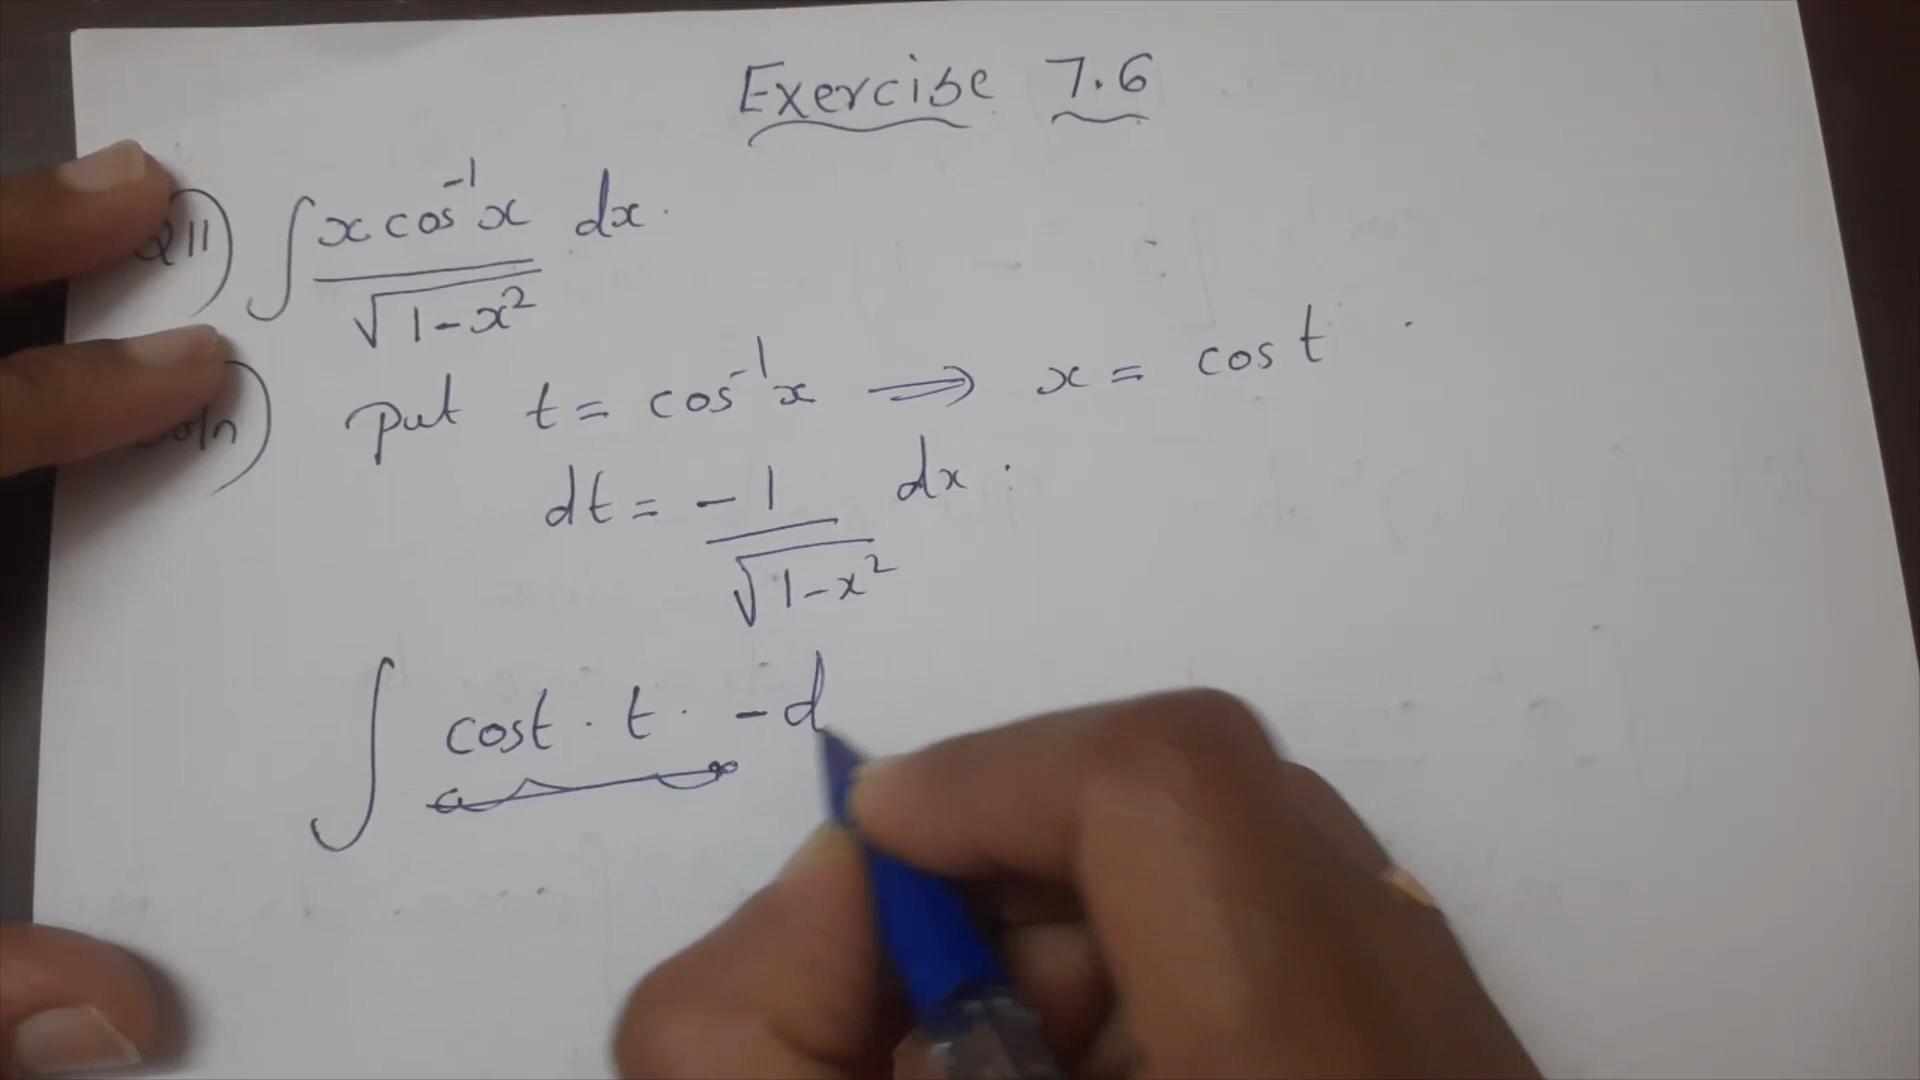 Exercise 7.6
Q11) ∫ x cos⁻¹x / √(1-x²) dx.
Soln) put t = cos⁻¹x ⟹ x = cos t
dt = -1 / √(1-x²) dx.
∫ cost . t . -d